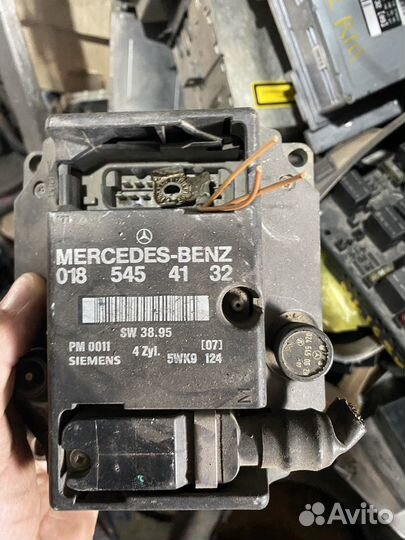 MERCEDES-BENZ
018 545 41 32
SW 38.95
PM 0011 4 Zyl. [07]
SIEMENS 5WK9 124
N
Avito